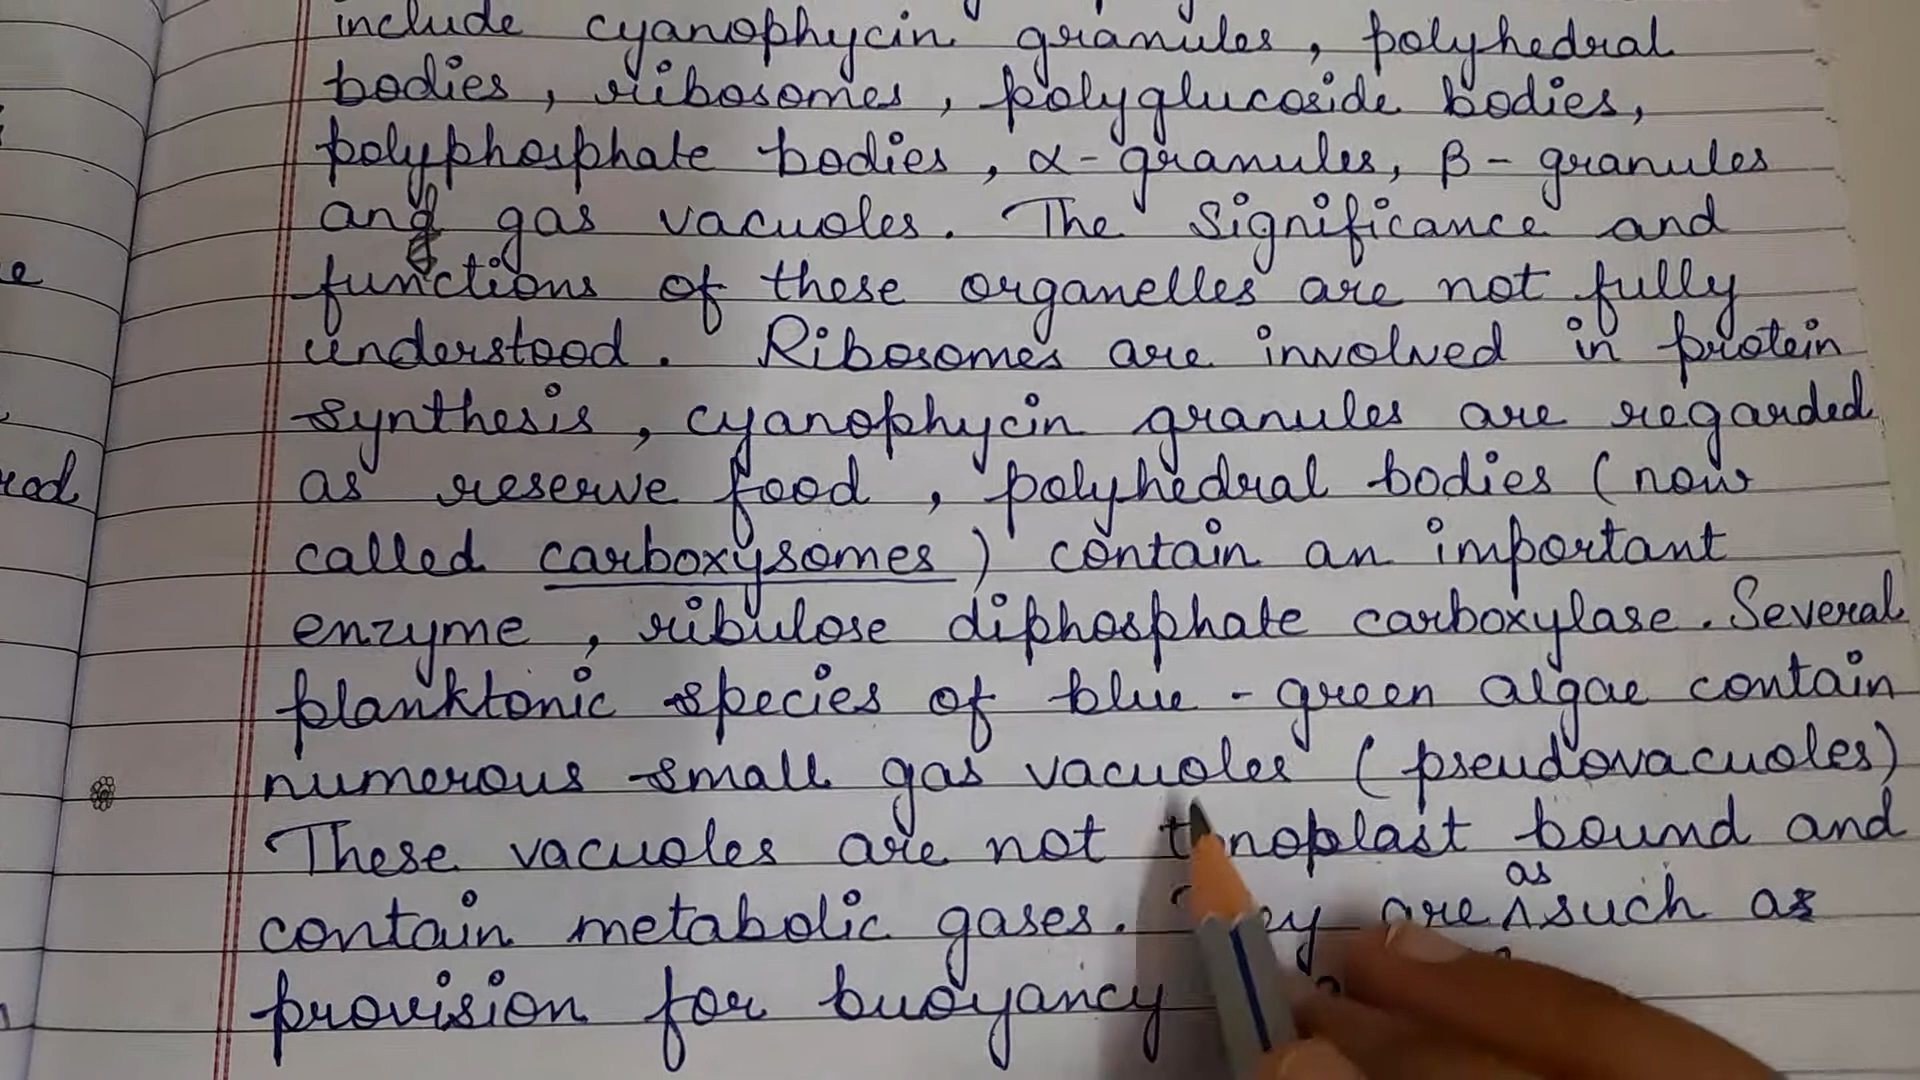 include cyanophycin granules, polyhedral
bodies, ribosomes, polyglucoside bodies,
polyphosphate bodies, α-granules, β-granules
and gas vacuoles. The significance and
functions of these organelles are not fully
understood. Ribosomes are involved in protein
synthesis, cyanophycin granules are regarded
as reserve food, polyhedral bodies (now
called carboxysomes) contain an important
enzyme, ribulose diphosphate carboxylase. Several
planktonic species of blue-green algae contain
numerous small gas vacuoles (pseudovacuoles)
These vacuoles are not tonoplast bound and
contain metabolic gases. They are as such as
provision for buoyancy